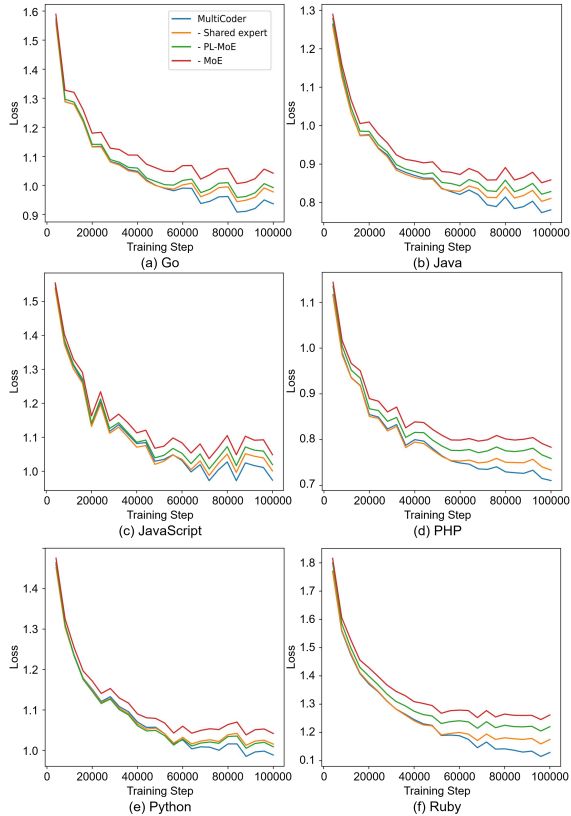 1.6
1.5
1.4
1.3
1.2
1.1
1.0
0.9
Loss
MultiCoder
- Shared expert
- PL-MoE
- MoE
0 20000 40000 60000 80000 100000
Training Step
(a) Go
1.3
1.2
1.1
1.0
0.9
0.8
Loss
0 20000 40000 60000 80000 100000
Training Step
(b) Java
1.5
1.4
1.3
1.2
1.1
1.0
Loss
0 20000 40000 60000 80000 100000
Training Step
(c) JavaScript
1.1
1.0
0.9
0.8
0.7
Loss
0 20000 40000 60000 80000 100000
Training Step
(d) PHP
1.4
1.4
1.3
1.2
1.1
1.0
Loss
0 20000 40000 60000 80000 100000
Training Step
(e) Python
1.8
1.7
1.6
1.5
1.4
1.3
1.2
0.1
Loss
0 20000 40000 60000 80000 100000
Training Step
(f) Ruby